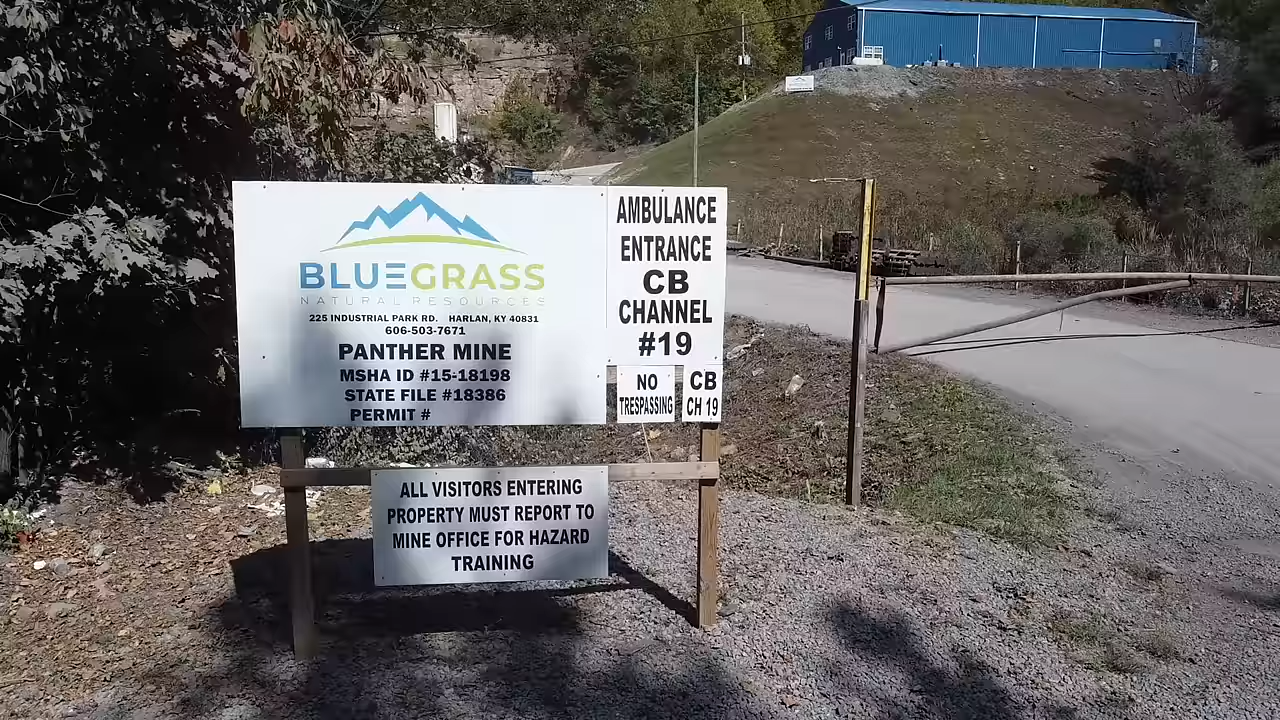 BLUEGRASS
NATURAL RESOURCES
225 INDUSTRIAL PARK RD. HARLAN, KY 40831
606-503-7671
PANTHER MINE
MSHA ID #15-18198
STATE FILE #18386
PERMIT #
AMBULANCE
ENTRANCE
CB
CHANNEL
#19
NO
TRESPASSING
CB
CH 19
ALL VISITORS ENTERING
PROPERTY MUST REPORT TO
MINE OFFICE FOR HAZARD
TRAINING